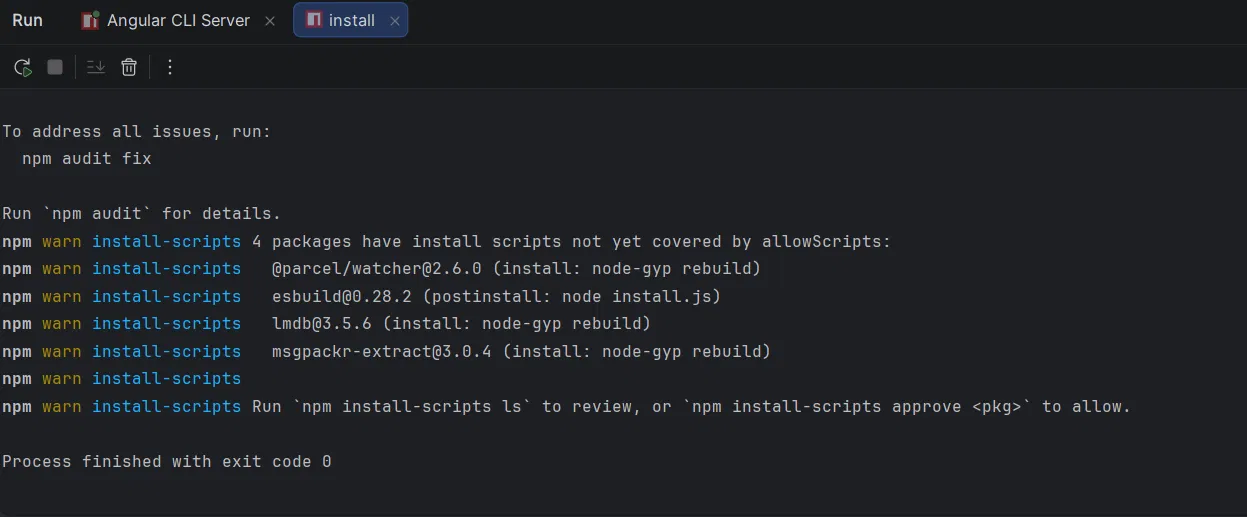 Run Angular CLI Server install
To address all issues, run:
npm audit fix
Run `npm audit` for details.
npm warn install-scripts 4 packages have install scripts not yet covered by allowScripts:
npm warn install-scripts   @parcel/watcher@2.6.0 (install: node-gyp rebuild)
npm warn install-scripts   esbuild@0.28.2 (postinstall: node install.js)
npm warn install-scripts   lmdb@3.5.6 (install: node-gyp rebuild)
npm warn install-scripts   msgpackr-extract@3.0.4 (install: node-gyp rebuild)
npm warn install-scripts
npm warn install-scripts Run `npm install-scripts ls` to review, or `npm install-scripts approve <pkg>` to allow.
Process finished with exit code 0